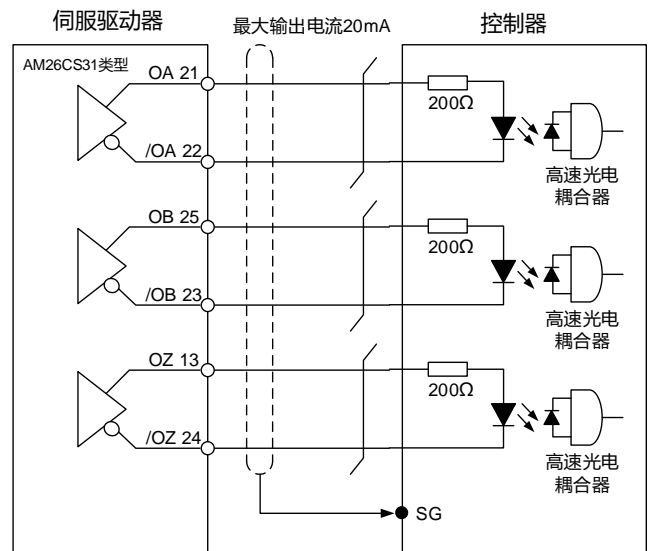 伺服驱动器
最大输出电流20mA
控制器
AM26CS31类型
OA 21
200Ω
/OA 22
高速光电
耦合器
OB 25
200Ω
/OB 23
高速光电
耦合器
OZ 13
200Ω
/OZ 24
高速光电
耦合器
SG